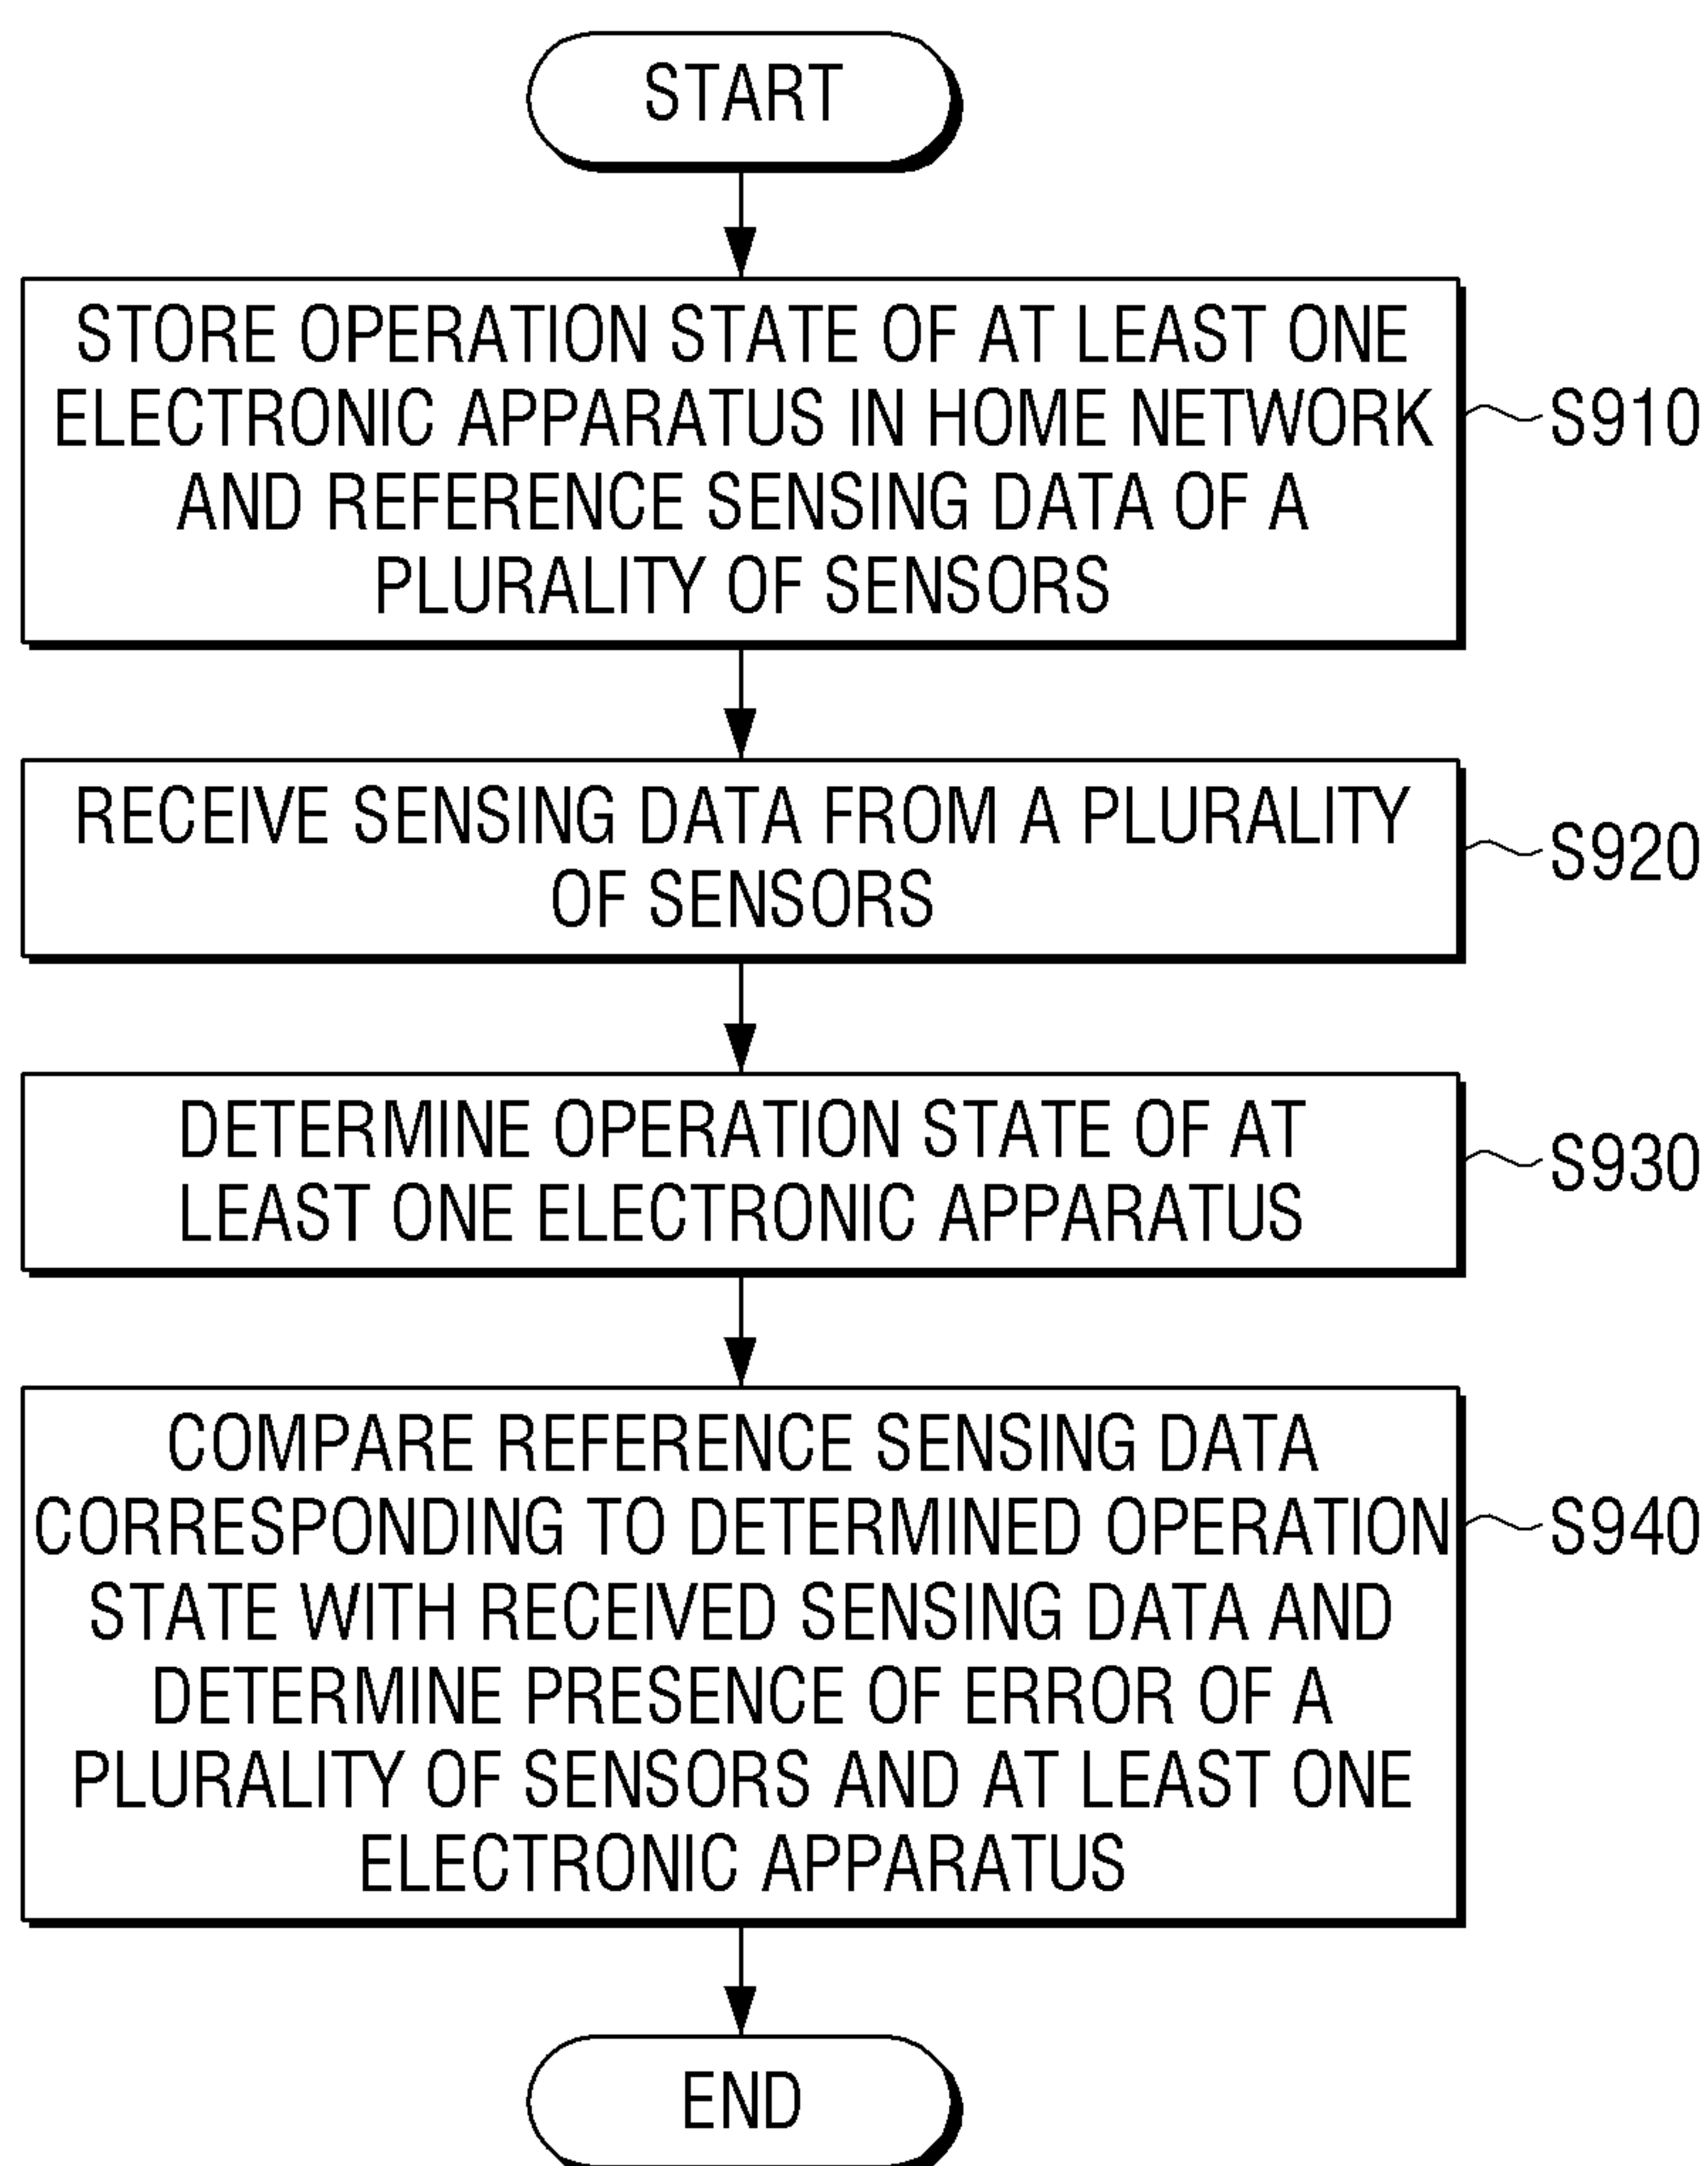 START
STORE OPERATION STATE OF AT LEAST ONE
ELECTRONIC APPARATUS IN HOME NETWORK
AND REFERENCE SENSING DATA OF A
PLURALITY OF SENSORS
S910
RECEIVE SENSING DATA FROM A PLURALITY
OF SENSORS
S920
DETERMINE OPERATION STATE OF AT
LEAST ONE ELECTRONIC APPARATUS
S930
COMPARE REFERENCE SENSING DATA
CORRESPONDING TO DETERMINED OPERATION
STATE WITH RECEIVED SENSING DATA AND
DETERMINE PRESENCE OF ERROR OF A
PLURALITY OF SENSORS AND AT LEAST ONE
ELECTRONIC APPARATUS
S940
END